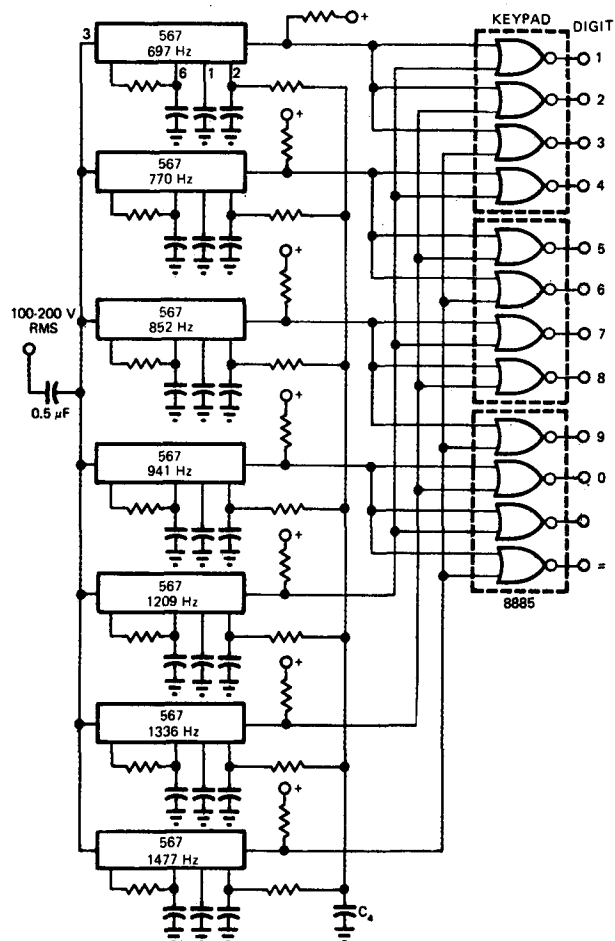 KEYPAD DIGIT
3 567 697 Hz
6 1 2
+
1
2
3
4
567
770 Hz
+
5
6
7
8
567
852 Hz
+
100-200 V
RMS
0.5 μF
567
941 Hz
+
9
0
=
8885
567
1209 Hz
+
567
1336 Hz
+
567
1477 Hz
+
C4